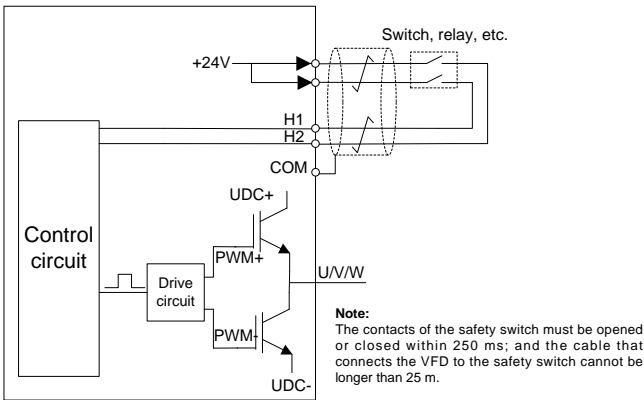 Switch, relay, etc.
+24V
H1
H2
COM
UDC+
Control
circuit
PWM+
U/V/W
Drive
circuit
PWM-
UDC-
Note:
The contacts of the safety switch must be opened
or closed within 250 ms; and the cable that
connects the VFD to the safety switch cannot be
longer than 25 m.